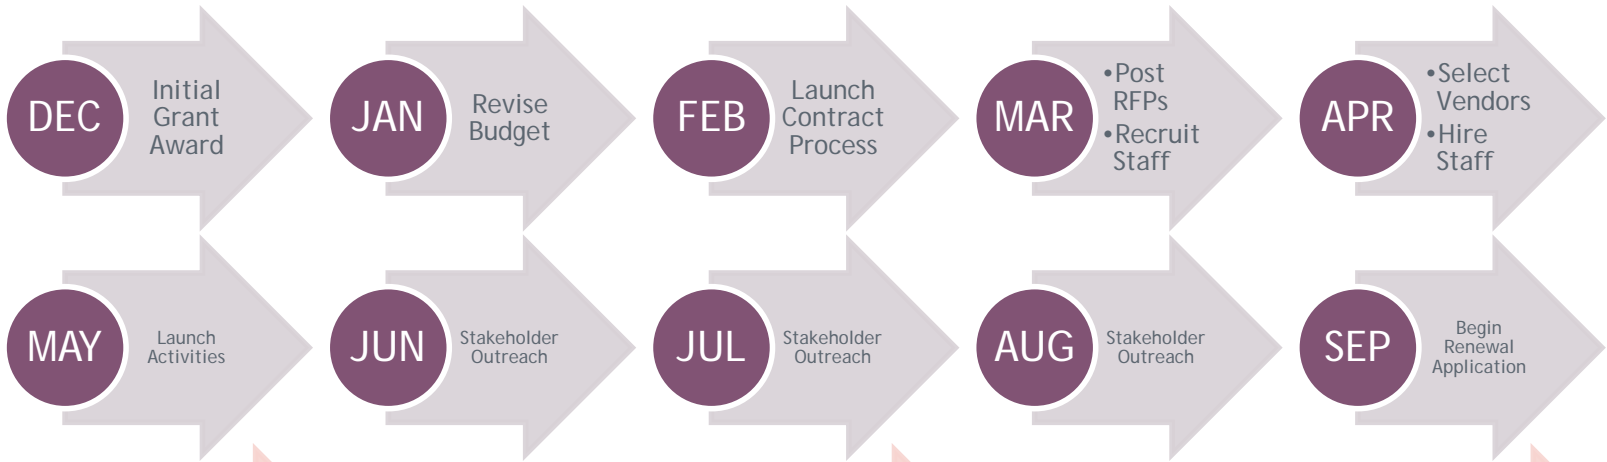 DEC
Initial
Grant
Award
JAN
Revise
Budget
FEB
Launch
Contract
Process
MAR
•Post
RFPs
•Recruit
Staff
APR
•Select
Vendors
•Hire
Staff
MAY
Launch
Activities
JUN
Stakeholder
Outreach
JUL
Stakeholder
Outreach
AUG
Stakeholder
Outreach
SEP
Begin
Renewal
Application